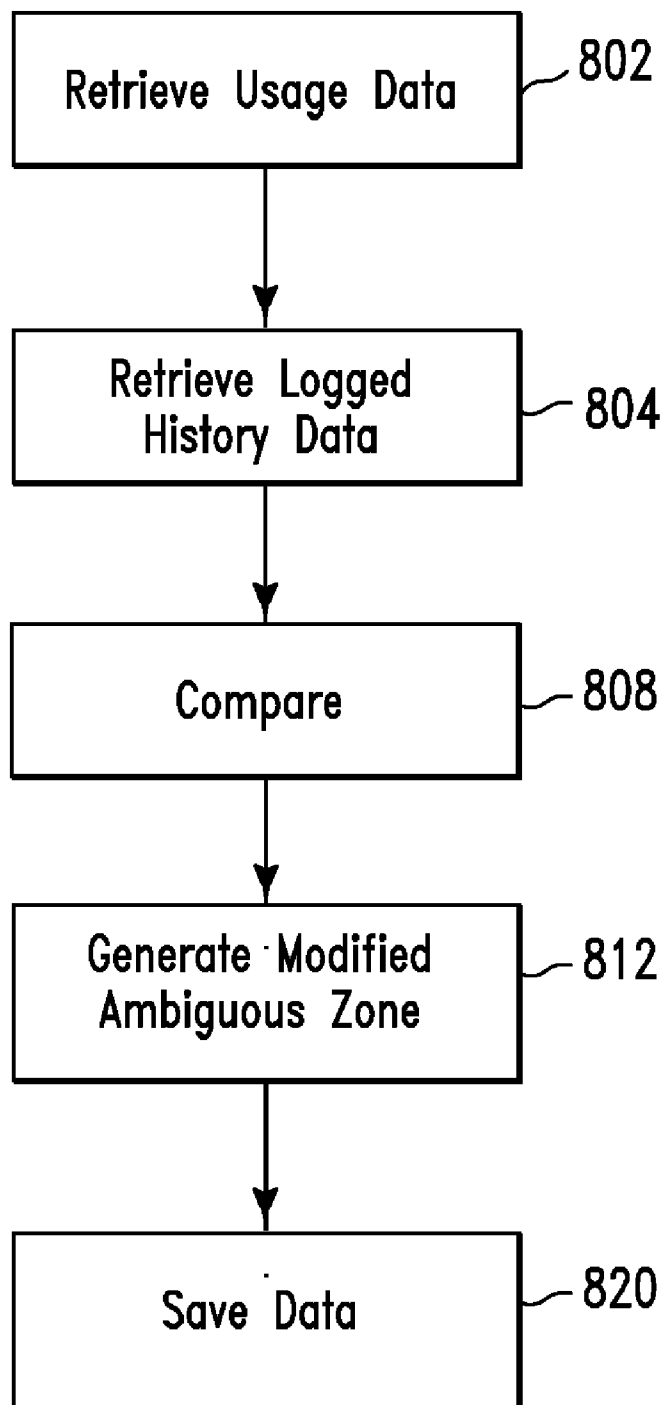 Retrieve Usage Data
802
Retrieve Logged
History Data
804
Compare
808
Generate Modified
Ambiguous Zone
812
Save Data
820